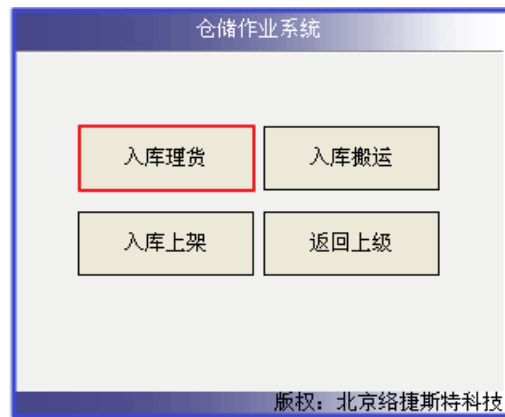 仓储作业系统
入库理货
入库搬运
入库上架
返回上级
版权：北京络捷斯特科技